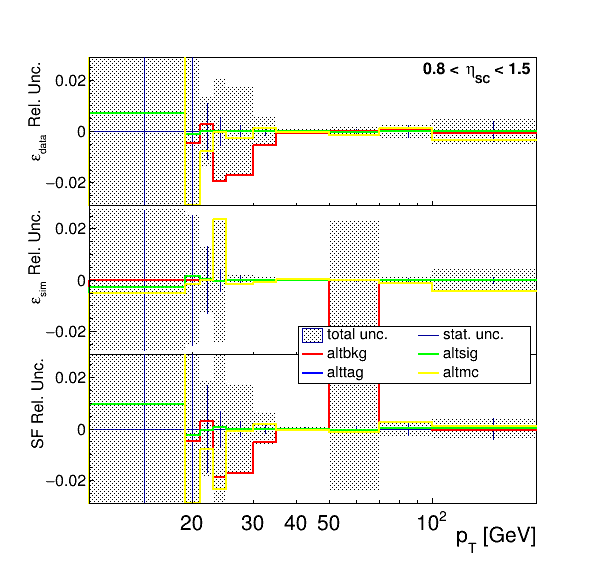 0.8 < η_SC < 1.5
ε_data Rel. Unc.
0.02
0
−0.02
ε_sim Rel. Unc.
0.02
0
−0.02
total unc. stat. unc.
altbkg altsig
alttag altmc
SF Rel. Unc.
0.02
0
−0.02
20 30 40 50 10²
p_T [GeV]